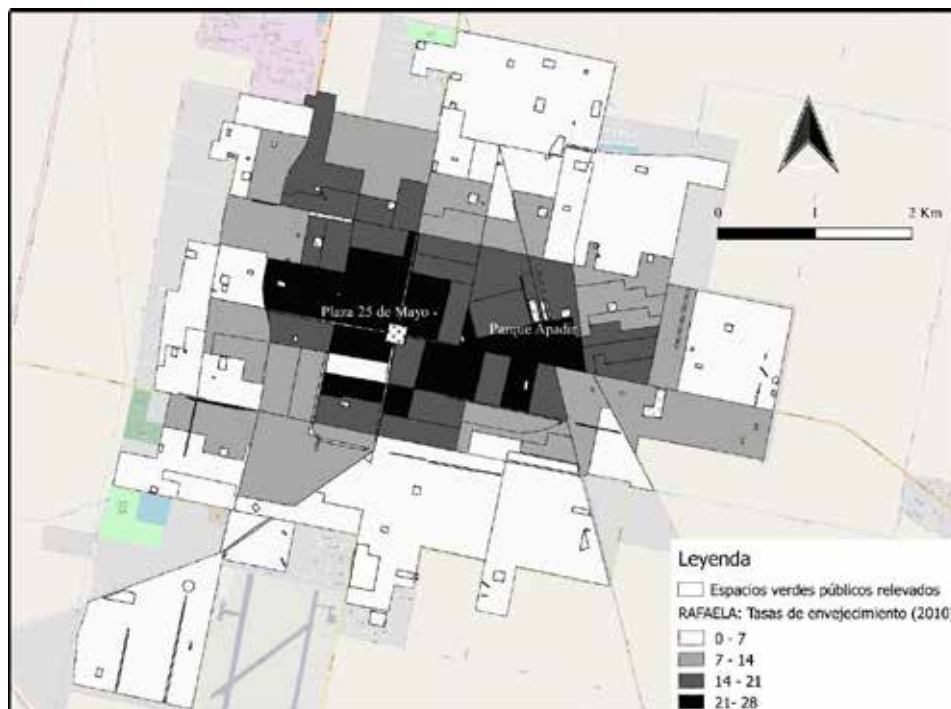 0 1 2 Km
Plaza 25 de Mayo
Parque Apadir
Leyenda
Espacios verdes públicos relevados
RAFAELA: Tasas de envejecimiento (2010)
0 - 7
7 - 14
14 - 21
21- 28